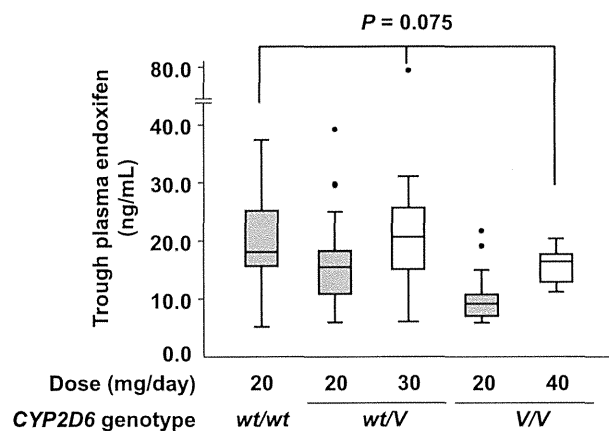 P = 0.075
Trough plasma endoxifen
(ng/mL)
80.0
40.0
30.0
20.0
10.0
0.0
Dose (mg/day) 20 20 30 20 40
CYP2D6 genotype wt/wt wt/V V/V